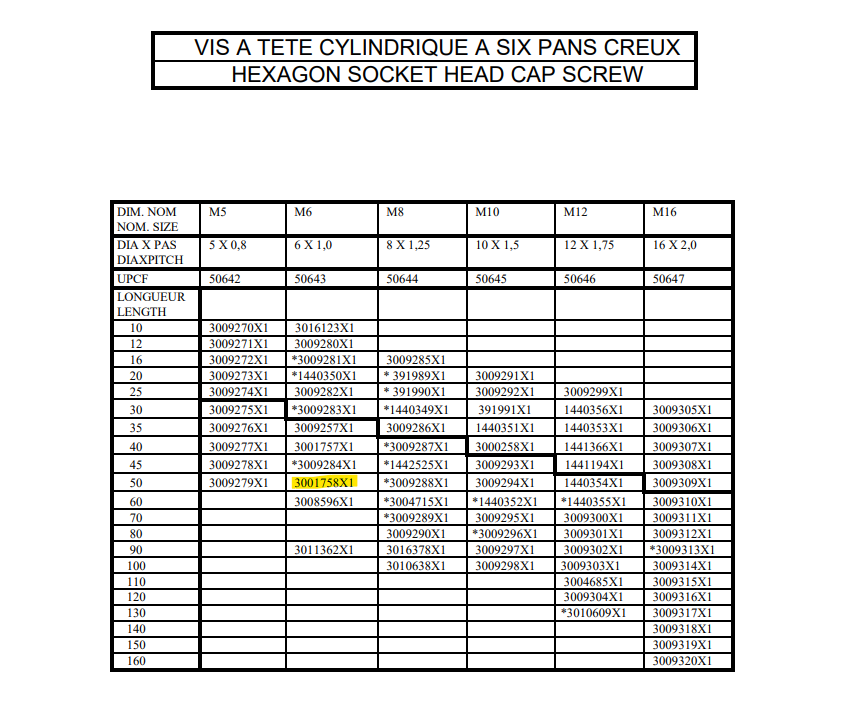 VIS A TETE CYLINDRIQUE A SIX PANS CREUX
HEXAGON SOCKET HEAD CAP SCREW
DIM. NOM NOM. SIZE M5 M6 M8 M10 M12 M16
DIA X PAS DIAXPITCH 5 X 0,8 6 X 1,0 8 X 1,25 10 X 1,5 12 X 1,75 16 X 2,0
UPCF 50642 50643 50644 50645 50646 50647
LONGUEUR LENGTH
10 3009270X1 3016123X1
12 3009271X1 3009280X1
16 3009272X1 *3009281X1 3009285X1
20 3009273X1 *1440350X1 * 391989X1 3009291X1
25 3009274X1 3009282X1 * 391990X1 3009292X1 3009299X1
30 3009275X1 *3009283X1 *1440349X1 391991X1 1440356X1 3009305X1
35 3009276X1 3009257X1 3009286X1 1440351X1 1440353X1 3009306X1
40 3009277X1 3001757X1 *3009287X1 3000258X1 1441366X1 3009307X1
45 3009278X1 *3009284X1 *1442525X1 3009293X1 1441194X1 3009308X1
50 3009279X1 3001758X1 *3009288X1 3009294X1 1440354X1 3009309X1
60 3008596X1 *3004715X1 *1440352X1 *1440355X1 3009310X1
70 *3009289X1 3009295X1 3009300X1 3009311X1
80 3009290X1 *3009296X1 3009301X1 3009312X1
90 3011362X1 3016378X1 3009297X1 3009302X1 *3009313X1
100 3010638X1 3009298X1 3009303X1 3009314X1
110 3004685X1 3009315X1
120 3009304X1 3009316X1
130 *3010609X1 3009317X1
140 3009318X1
150 3009319X1
160 3009320X1